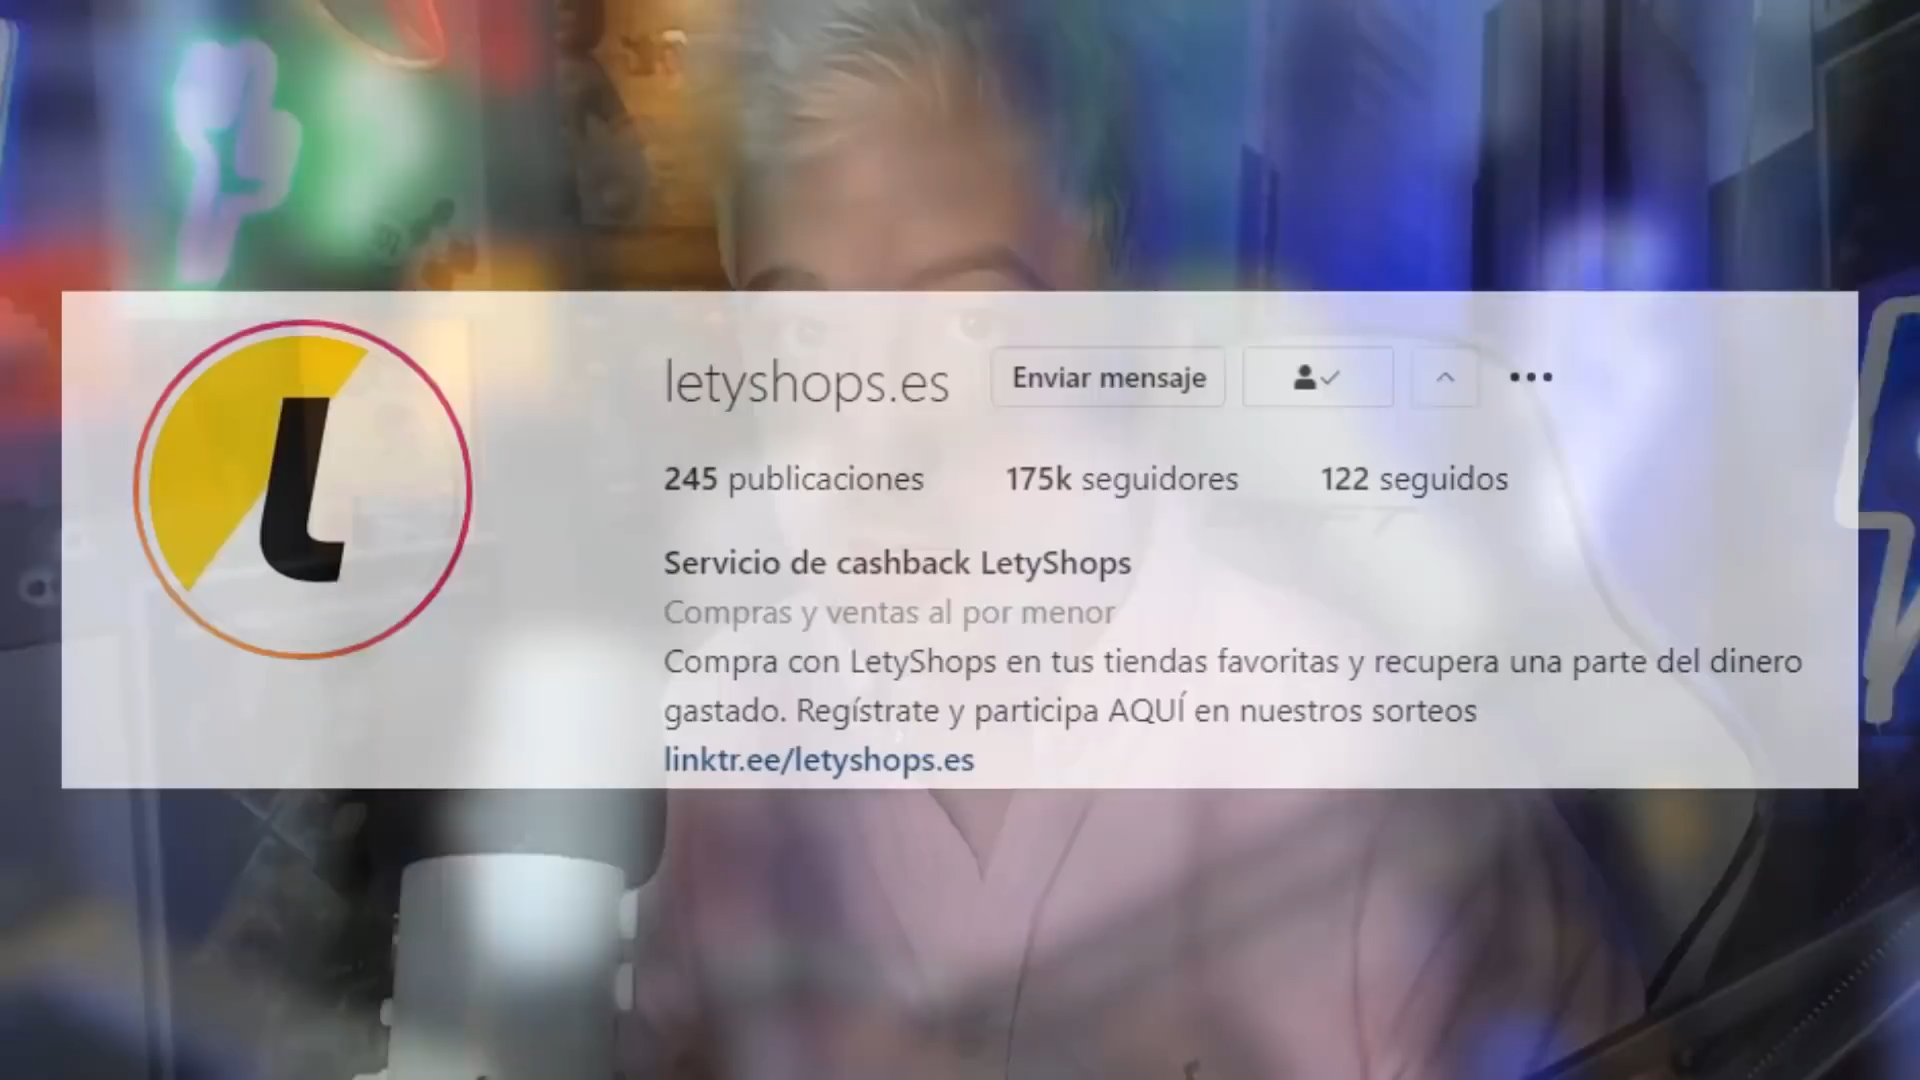 letyshops.es Enviar mensaje
245 publicaciones 175k seguidores 122 seguidos
Servicio de cashback LetyShops
Compras y ventas al por menor
Compra con LetyShops en tus tiendas favoritas y recupera una parte del dinero
gastado. Regístrate y participa AQUÍ en nuestros sorteos
linktr.ee/letyshops.es